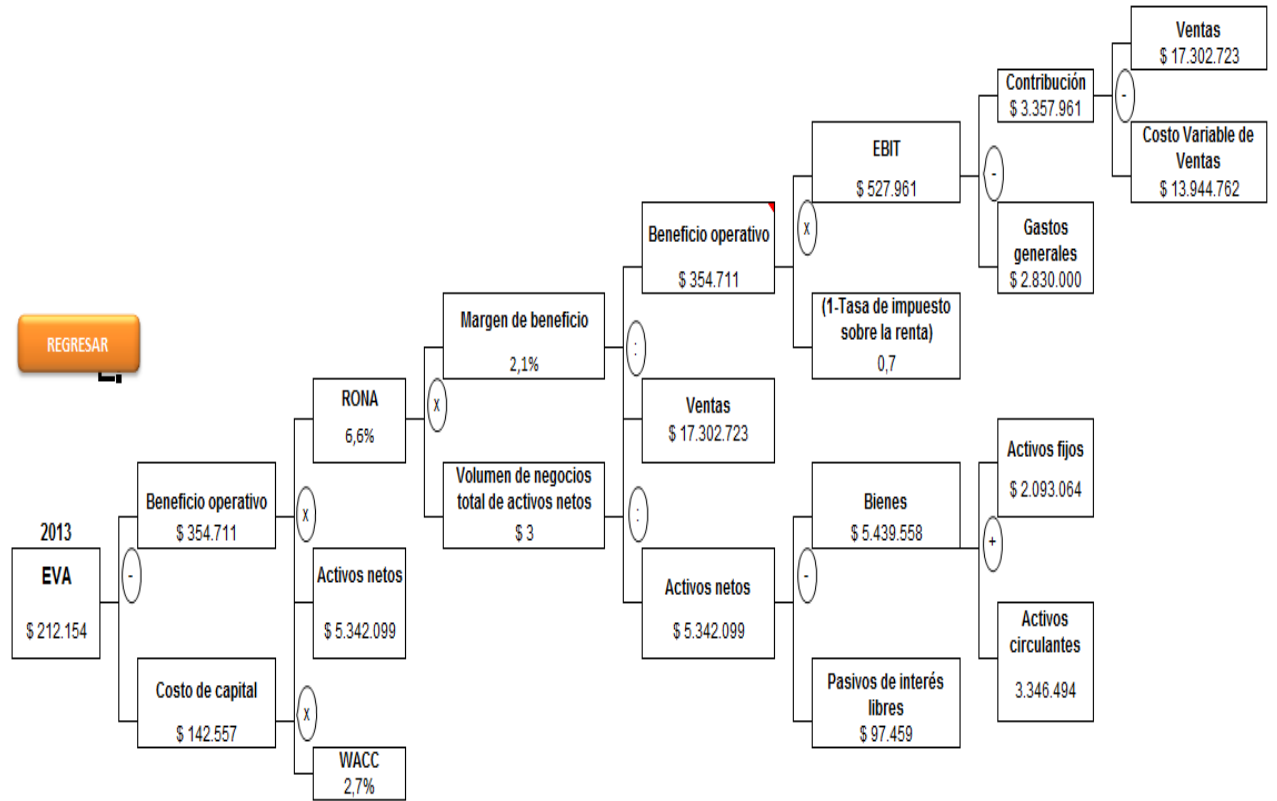 REGRESAR
2013
EVA
$ 212.154
-
Beneficio operativo
$ 354.711
Costo de capital
$ 142.557
x
x
RONA
6,6%
Activos netos
$ 5.342.099
WACC
2,7%
x
Margen de beneficio
2,1%
Volumen de negocios
total de activos netos
$ 3
:
:
Beneficio operativo
$ 354.711
Ventas
$ 17.302.723
Activos netos
$ 5.342.099
x
-
EBIT
$ 527.961
(1-Tasa de impuesto
sobre la renta)
0,7
Bienes
$ 5.439.558
Pasivos de interés
libres
$ 97.459
-
+
Contribución
$ 3.357.961
Gastos
generales
$ 2.830.000
Activos fijos
$ 2.093.064
Activos
circulantes
3.346.494
-
Ventas
$ 17.302.723
Costo Variable de
Ventas
$ 13.944.762